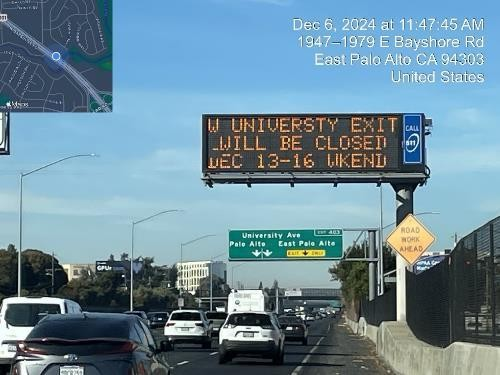 Dec 6, 2024 at 11:47:45 AM
1947–1979 E Bayshore Rd
East Palo Alto CA 94303
United States
Maps
W UNIVERSTY EXIT
WILL BE CLOSED
DEC 13-16 WKEND
CALL
511
EXIT 403
University Ave
Palo Alto East Palo Alto
EXIT ONLY
ROAD
WORK
AHEAD